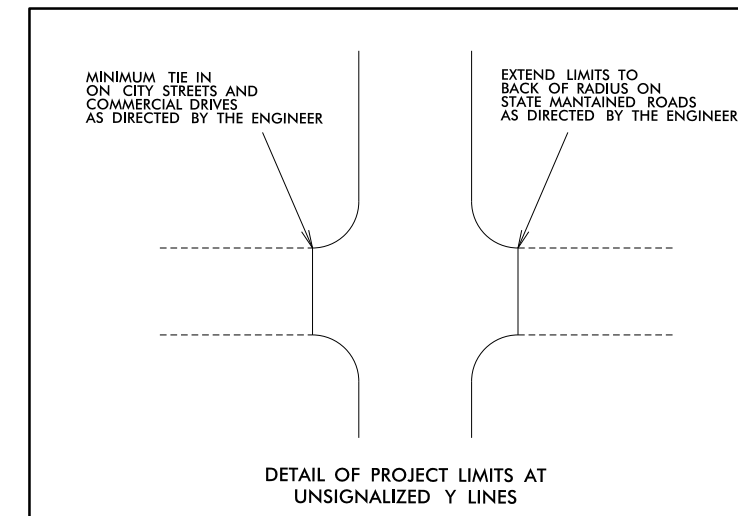 MINIMUM TIE IN
ON CITY STREETS AND
COMMERCIAL DRIVES
AS DIRECTED BY THE ENGINEER
EXTEND LIMITS TO
BACK OF RADIUS ON
STATE MANTAINED ROADS
AS DIRECTED BY THE ENGINEER
DETAIL OF PROJECT LIMITS AT
UNSIGNALIZED Y LINES